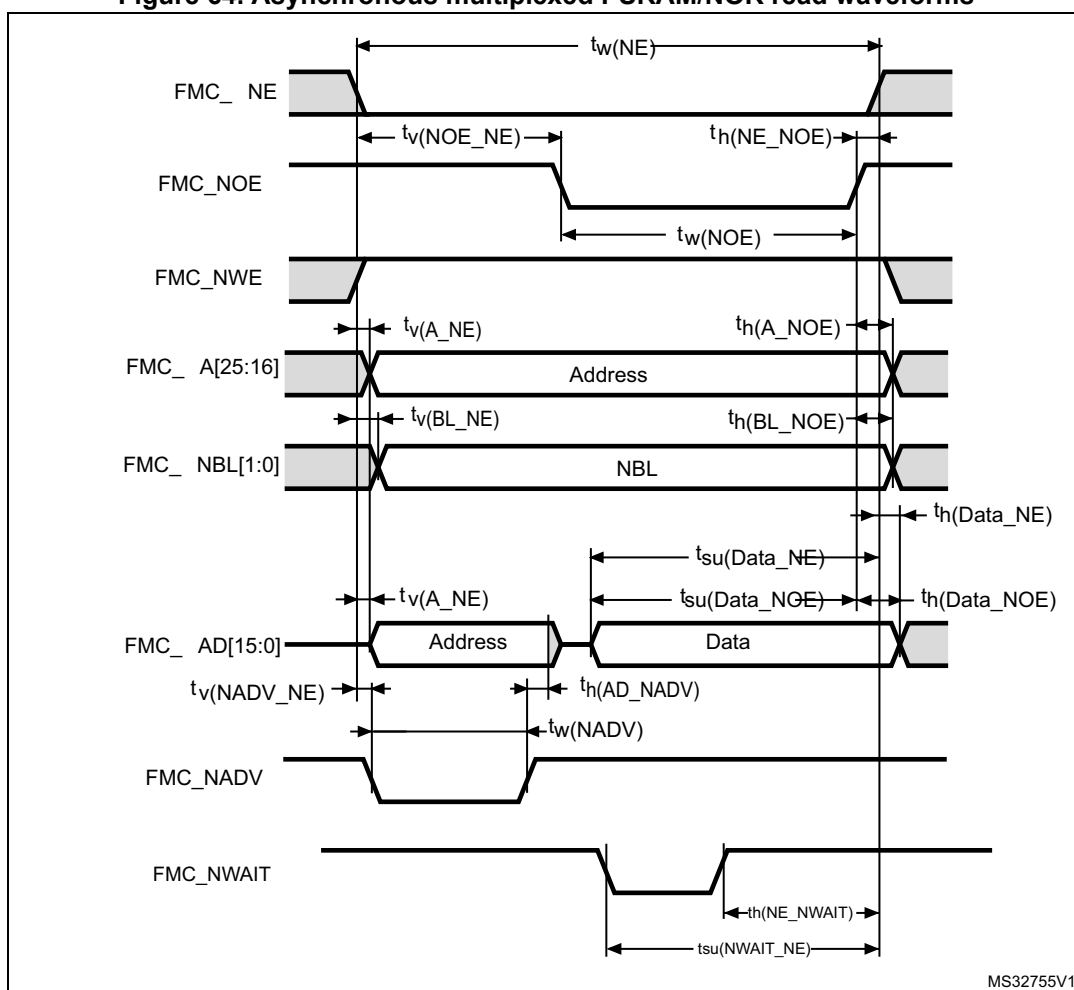 Figure 64. Asynchronous multiplexed PSRAM/NOR read waveforms
tw(NE)
FMC_ NE
tv(NOE_NE)
th(NE_NOE)
FMC_NOE
tw(NOE)
FMC_NWE
tv(A_NE)
th(A_NOE)
FMC_ A[25:16]
Address
tv(BL_NE)
th(BL_NOE)
FMC_ NBL[1:0]
NBL
th(Data_NE)
tsu(Data_NE)
tv(A_NE)
tsu(Data_NOE)
th(Data_NOE)
FMC_ AD[15:0]
Address
Data
tv(NADV_NE)
th(AD_NADV)
tw(NADV)
FMC_NADV
FMC_NWAIT
th(NE_NWAIT)
tsu(NWAIT_NE)
MS32755V1